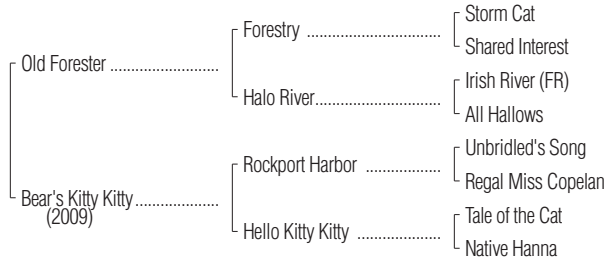 Storm Cat
Forestry ........................
Shared Interest
Old Forester ........................
Irish River (FR)
Halo River........................
All Hallows
Unbridled's Song
Rockport Harbor ..................
Bear's Kitty Kitty ..................
(2009)
Regal Miss Copelan
Tale of the Cat
Hello Kitty Kitty ...................
Native Hanna